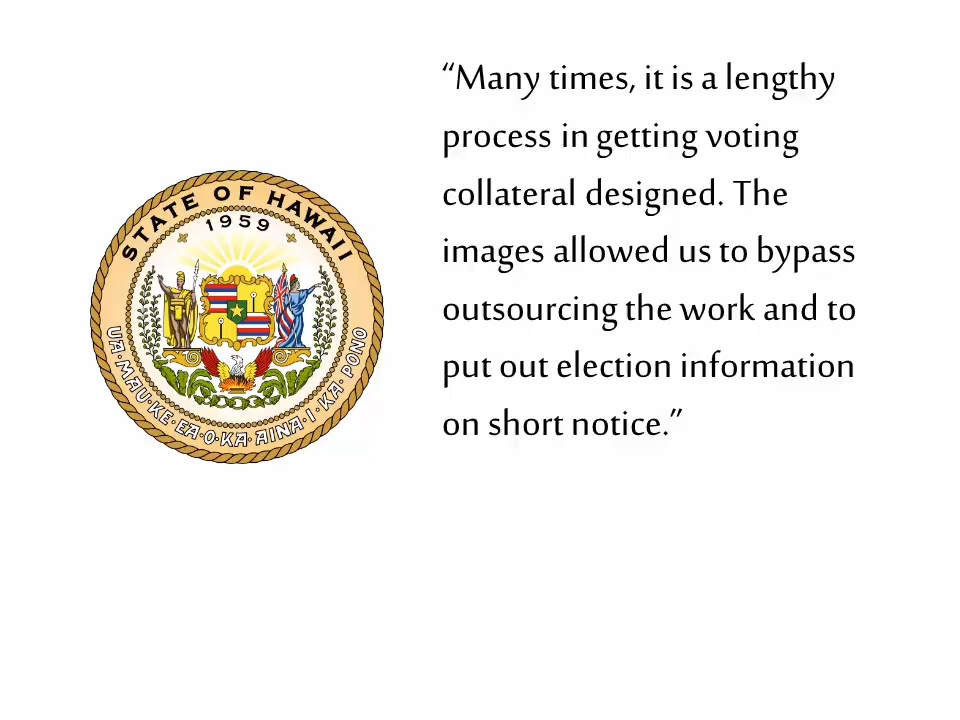 STATE OF HAWAII
1959
UA·MAU·KE·EA·O·KA·AINA·I·KA·PONO
“Many times, it is a lengthy
process in getting voting
collateral designed. The
images allowed us to bypass
outsourcing the work and to
put out election information
on short notice.”